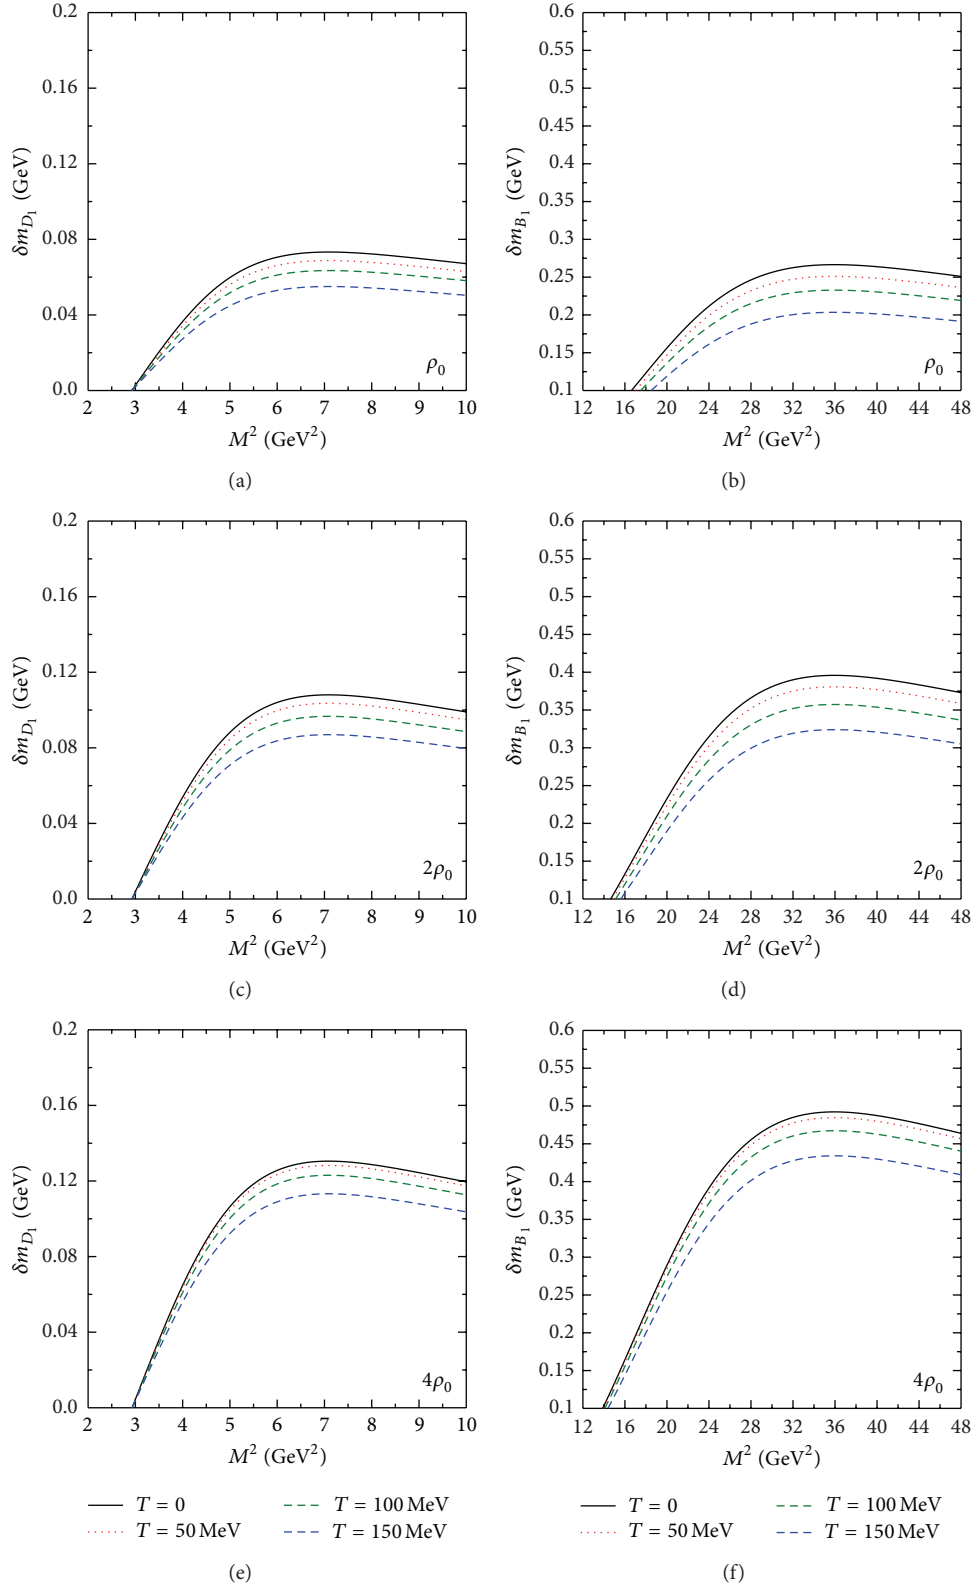 0.2
0.16
0.12
0.08
0.04
0.0
δm_{D_1} (GeV)
ρ_0
2 3 4 5 6 7 8 9 10
M^2 (GeV^2)
(a)
0.6
0.55
0.5
0.45
0.4
0.35
0.3
0.25
0.2
0.15
0.1
δm_{B_1} (GeV)
ρ_0
12 16 20 24 28 32 36 40 44 48
M^2 (GeV^2)
(b)
0.2
0.16
0.12
0.08
0.04
0.0
δm_{D_1} (GeV)
2ρ_0
2 3 4 5 6 7 8 9 10
M^2 (GeV^2)
(c)
0.6
0.55
0.5
0.45
0.4
0.35
0.3
0.25
0.2
0.15
0.1
δm_{B_1} (GeV)
2ρ_0
12 16 20 24 28 32 36 40 44 48
M^2 (GeV^2)
(d)
0.2
0.16
0.12
0.08
0.04
0.0
δm_{D_1} (GeV)
4ρ_0
2 3 4 5 6 7 8 9 10
M^2 (GeV^2)
T = 0
T = 50 MeV
T = 100 MeV
T = 150 MeV
(e)
0.6
0.55
0.5
0.45
0.4
0.35
0.3
0.25
0.2
0.15
0.1
δm_{B_1} (GeV)
4ρ_0
12 16 20 24 28 32 36 40 44 48
M^2 (GeV^2)
T = 0
T = 50 MeV
T = 100 MeV
T = 150 MeV
(f)